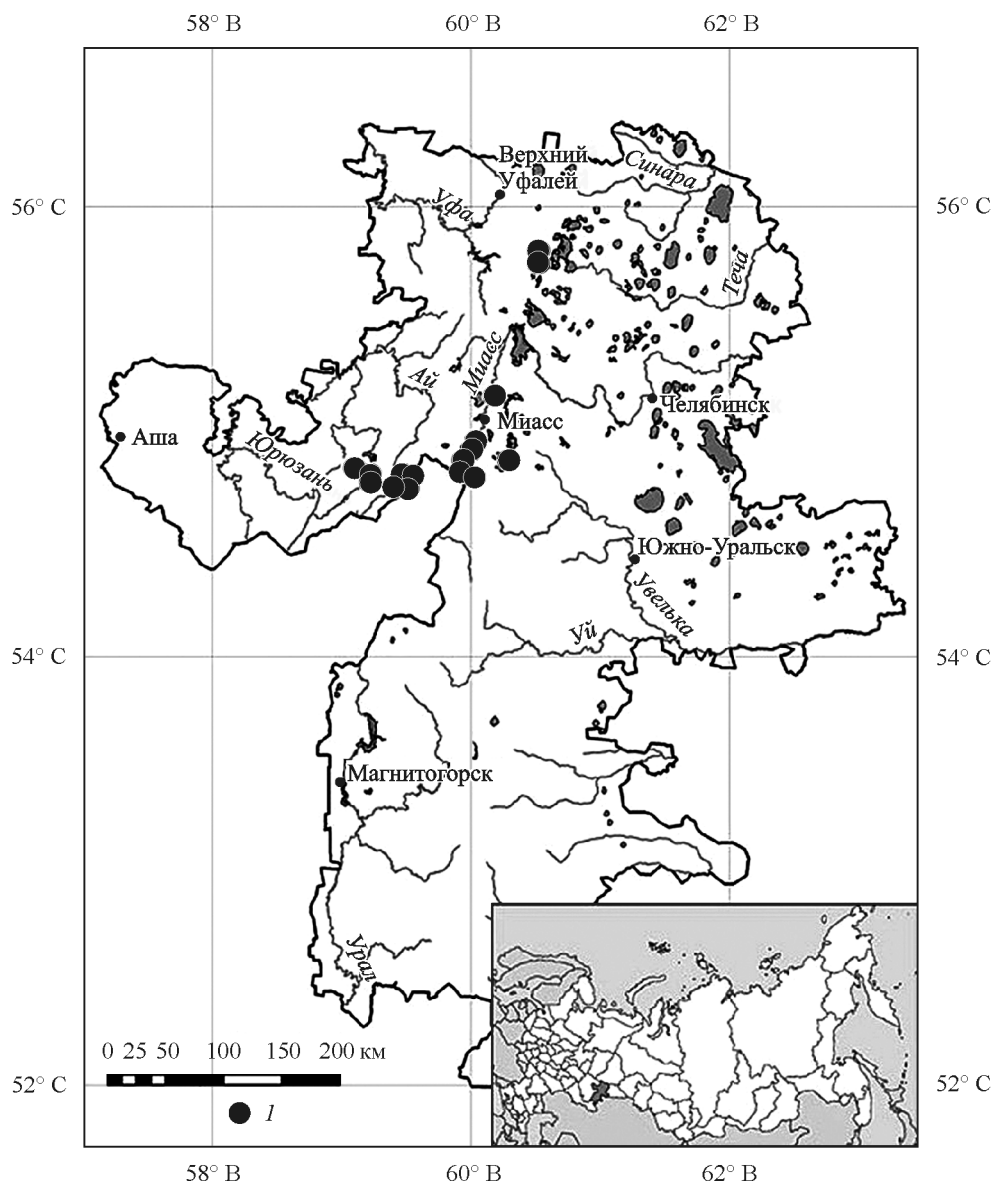 58° В 60° В 62° В
Верхний
Уфалей
Синара
56° С 56° С
Уфа
Теча
Миасс
Ай
Челябинск
Миасс
Аша
Юрюзань
Южно-Уральск
Увелька
Уй
54° С 54° С
Магнитогорск
Урал
0 25 50 100 150 200 км
52° С 52° С
1
58° В 60° В 62° В